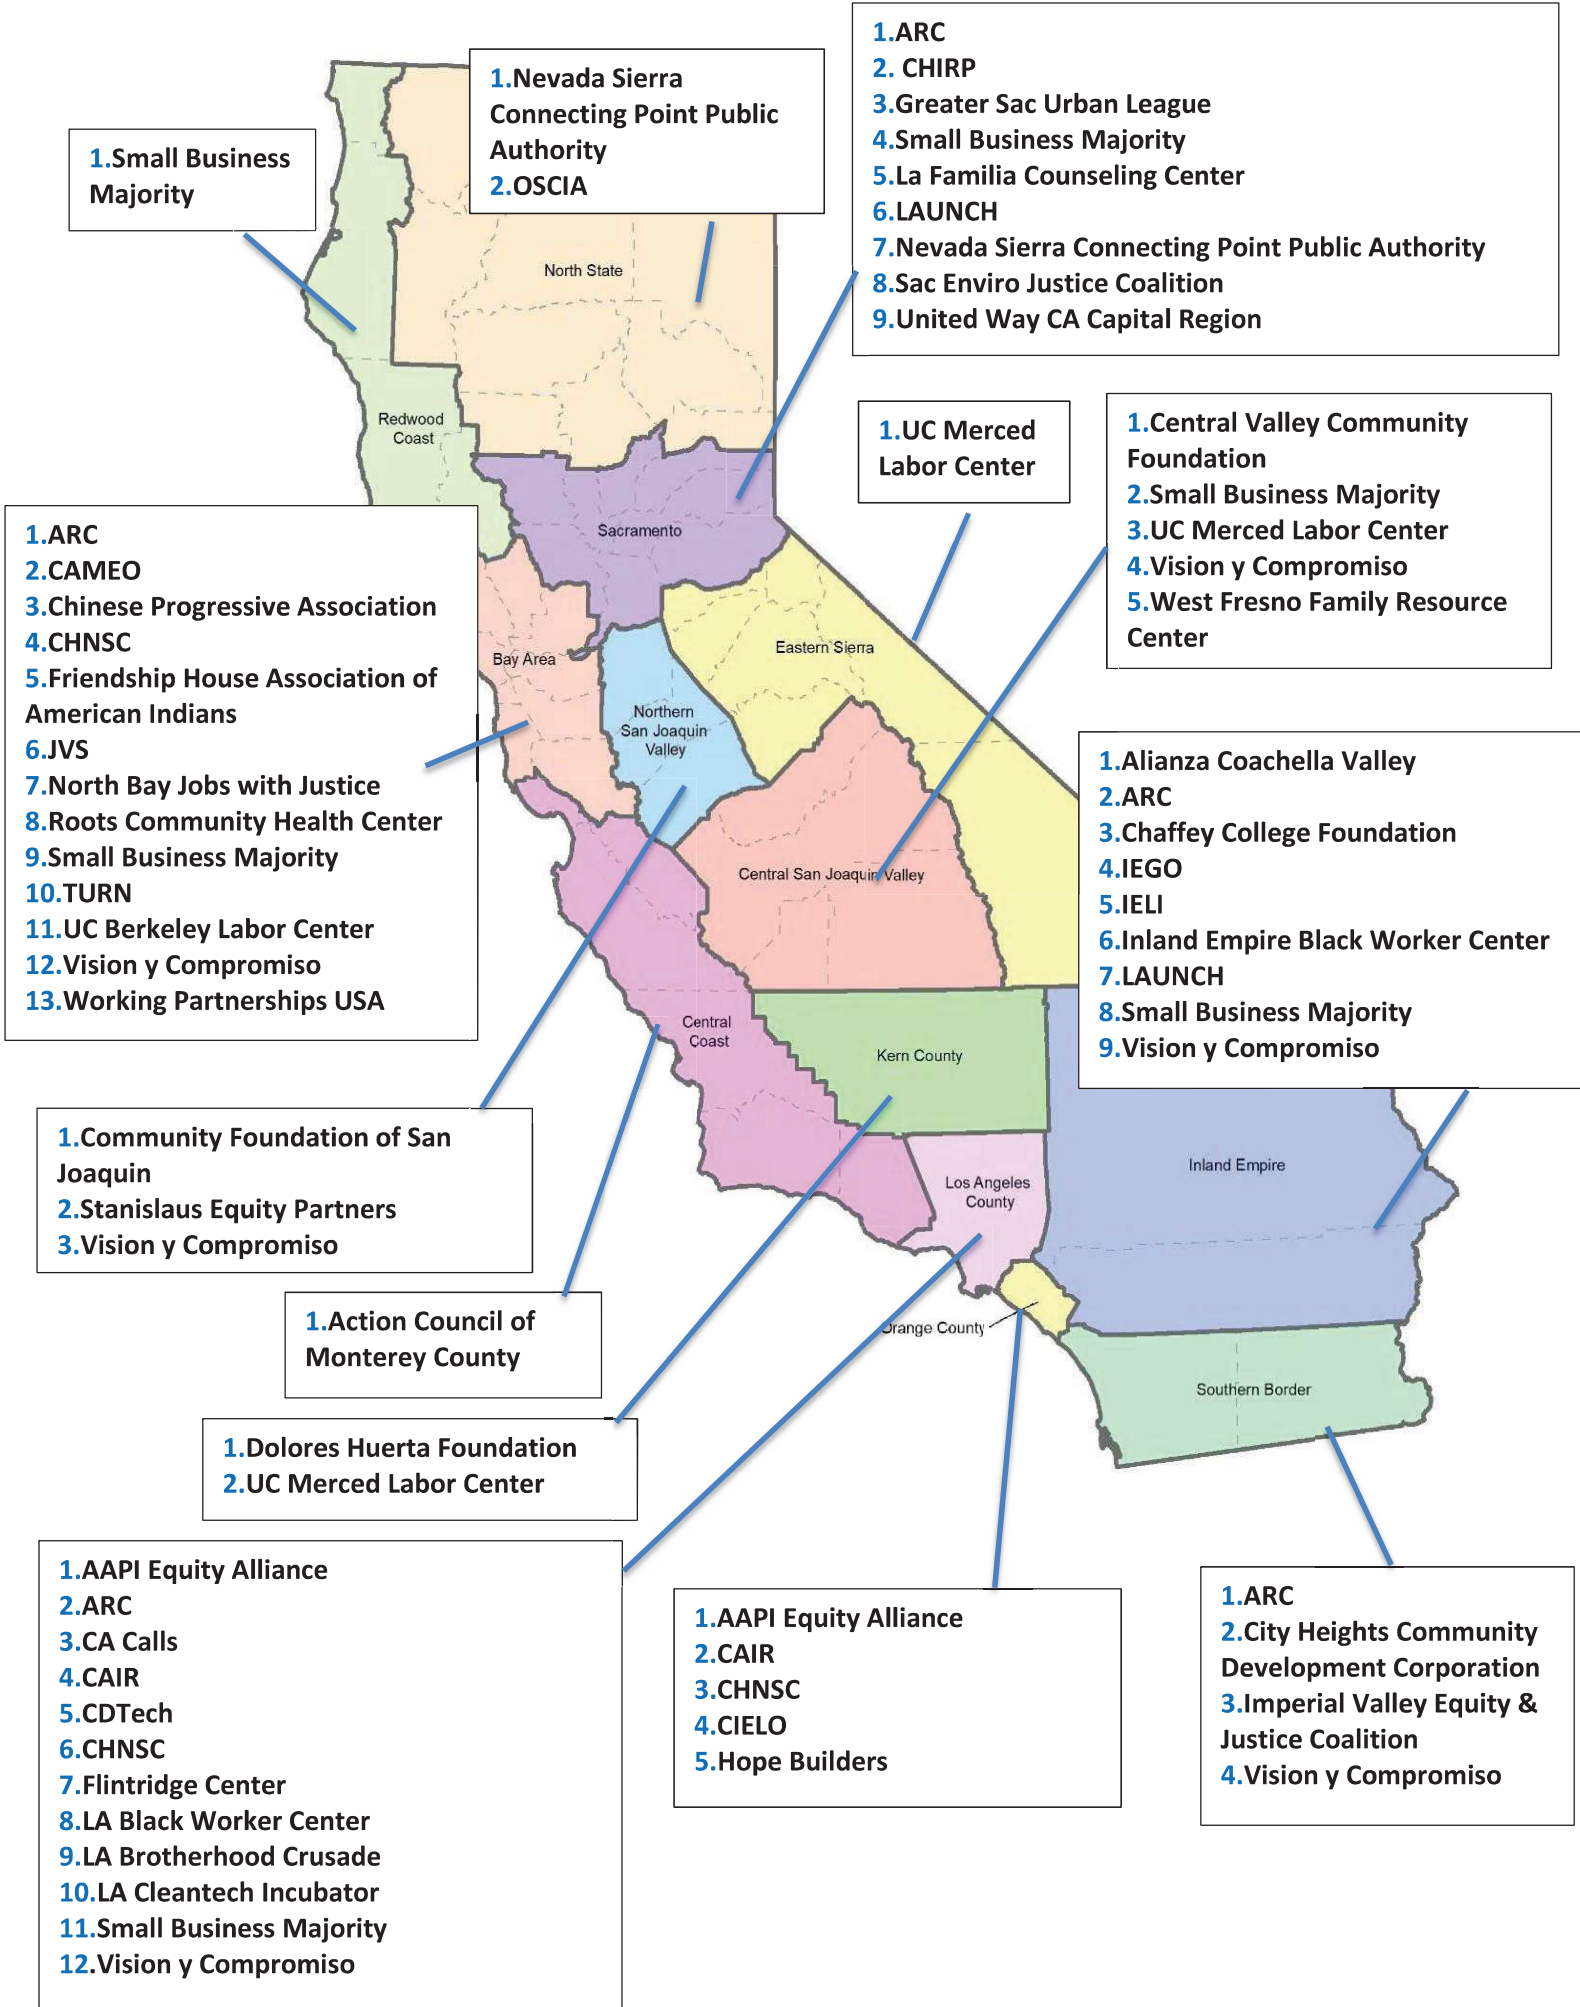 1.Small Business
Majority
1.Nevada Sierra
Connecting Point Public
Authority
2.OSCIA
1.ARC
2. CHIRP
3.Greater Sac Urban League
4.Small Business Majority
5.La Familia Counseling Center
6.LAUNCH
7.Nevada Sierra Connecting Point Public Authority
8.Sac Enviro Justice Coalition
9.United Way CA Capital Region
North State
Redwood
Coast
1.UC Merced
Labor Center
1.Central Valley Community
Foundation
2.Small Business Majority
3.UC Merced Labor Center
4.Vision y Compromiso
5.West Fresno Family Resource
Center
Sacramento
1.ARC
2.CAMEO
3.Chinese Progressive Association
4.CHNSC
5.Friendship House Association of
American Indians
6.JVS
7.North Bay Jobs with Justice
8.Roots Community Health Center
9.Small Business Majority
10.TURN
11.UC Berkeley Labor Center
12.Vision y Compromiso
13.Working Partnerships USA
Bay Area
Eastern Sierra
Northern
San Joaquin
Valley
1.Alianza Coachella Valley
2.ARC
3.Chaffey College Foundation
4.IEGO
5.IELI
6.Inland Empire Black Worker Center
7.LAUNCH
8.Small Business Majority
9.Vision y Compromiso
Central San Joaquin Valley
Central
Coast
Kern County
1.Community Foundation of San
Joaquin
2.Stanislaus Equity Partners
3.Vision y Compromiso
Inland Empire
Los Angeles
County
1.Action Council of
Monterey County
Orange County
Southern Border
1.Dolores Huerta Foundation
2.UC Merced Labor Center
1.AAPI Equity Alliance
2.ARC
3.CA Calls
4.CAIR
5.CDTech
6.CHNSC
7.Flintridge Center
8.LA Black Worker Center
9.LA Brotherhood Crusade
10.LA Cleantech Incubator
11.Small Business Majority
12.Vision y Compromiso
1.AAPI Equity Alliance
2.CAIR
3.CHNSC
4.CIELO
5.Hope Builders
1.ARC
2.City Heights Community
Development Corporation
3.Imperial Valley Equity &
Justice Coalition
4.Vision y Compromiso